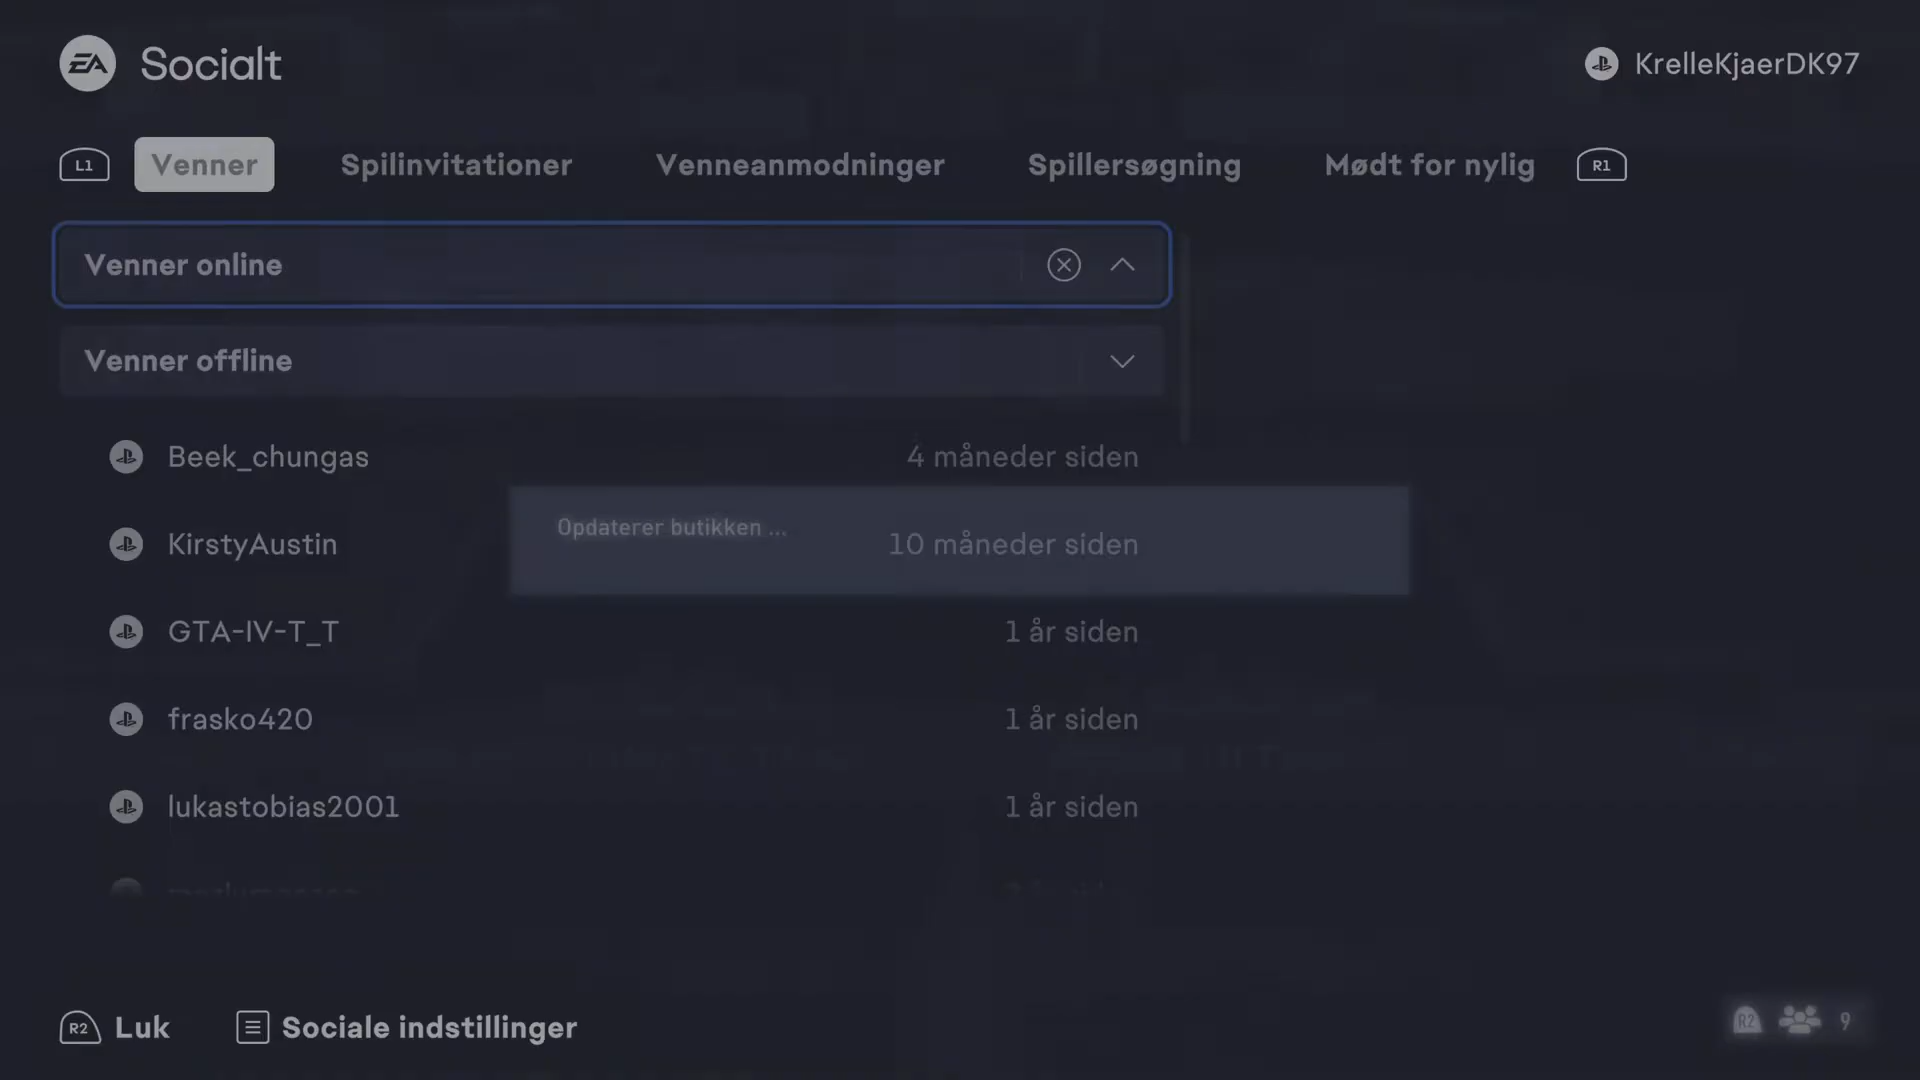 EA Socialt
KrelleKjaerDK97
L1 Venner Spilinvitationer Venneanmodninger Spillersøgning Mødt for nylig R1
Venner online
Venner offline
Beek_chungas 4 måneder siden
Opdaterer butikken ...
KirstyAustin 10 måneder siden
GTA-IV-T_T 1 år siden
frasko420 1 år siden
lukastobias2001 1 år siden
R2 Luk Sociale indstillinger
R2 9